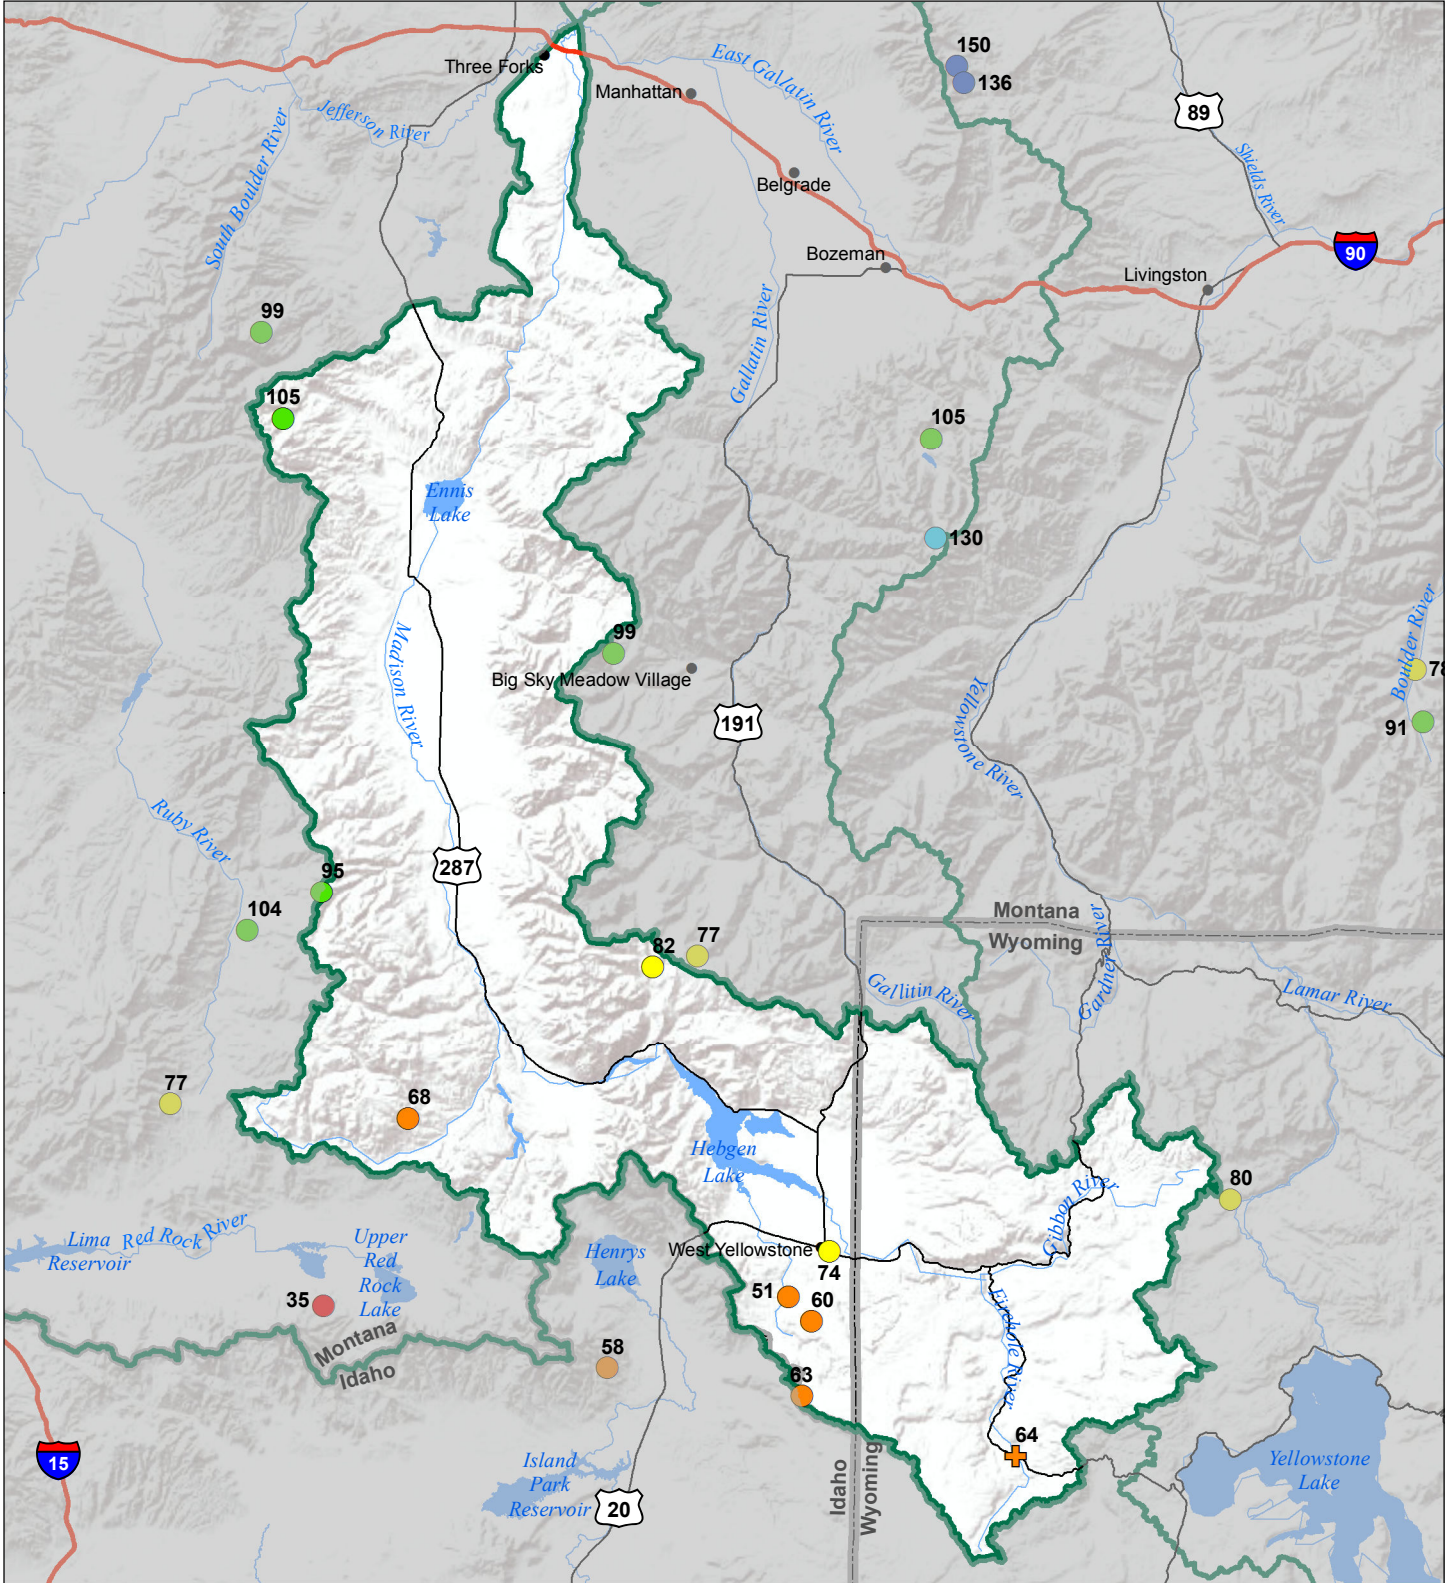 150
136
Three Forks
East Gallatin River
Manhattan
Jefferson River
89
South Boulder River
Shields River
Belgrade
Bozeman
90
Livingston
Gallatin River
99
105
105
Ennis
Lake
130
Boulder River
99
Madison River
Big Sky Meadow Village
78
191
91
Yellowstone River
Ruby River
287
95
104
Montana
Wyoming
82
77
Gardner River
Gallitin River
Lamar River
77
68
Hebgen
Lake
80
Gibbon River
Lima
Reservoir
Red Rock River
Upper
Red
Rock
Lake
Henrys
Lake
West Yellowstone
74
51
60
35
Montana
Idaho
Firehole River
58
63
64
15
Island
Park
Reservoir
20
Idaho
Wyoming
Yellowstone
Lake